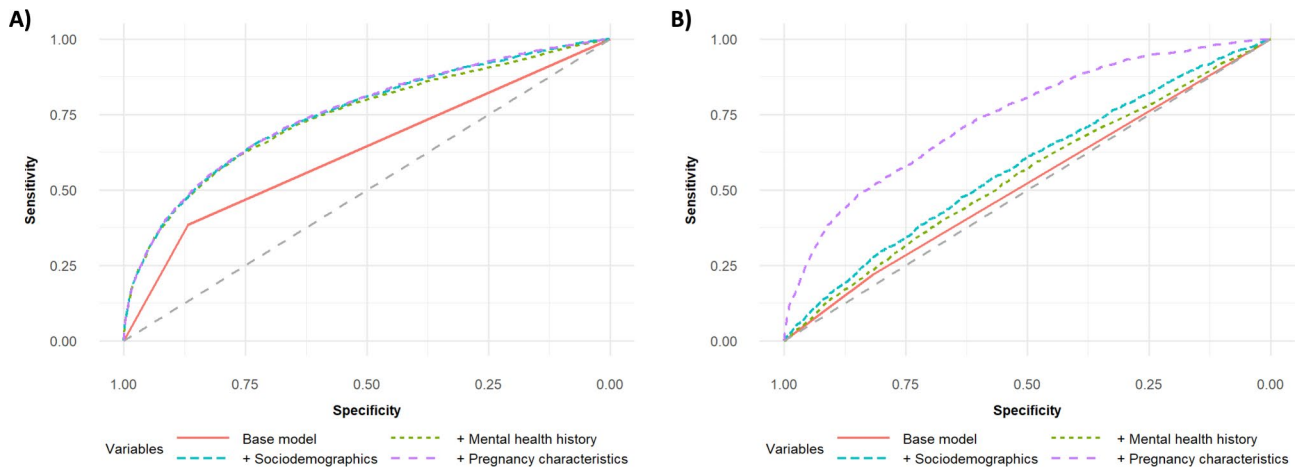 A)
1.00
0.75
0.50
0.25
0.00
Sensitivity
1.00 0.75 0.50 0.25 0.00
Specificity
Variables
Base model + Mental health history
+ Sociodemographics + Pregnancy characteristics
B)
1.00
0.75
0.50
0.25
0.00
Sensitivity
1.00 0.75 0.50 0.25 0.00
Specificity
Variables
Base model + Mental health history
+ Sociodemographics + Pregnancy characteristics